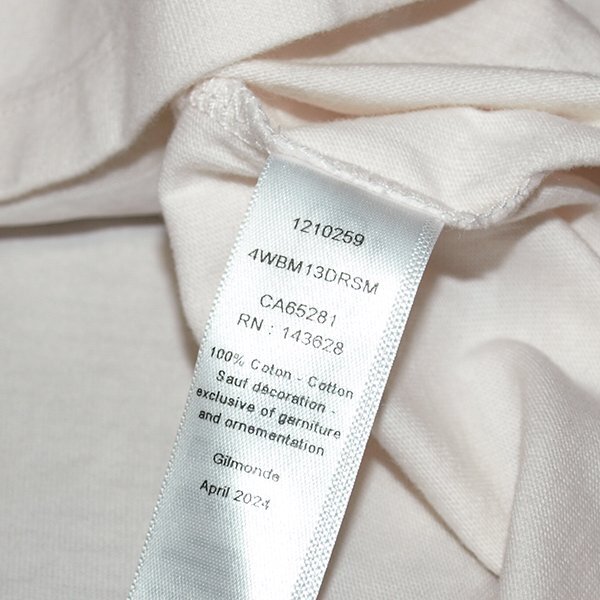 1210259
4WBM13DRSM
CA65281
RN : 143628
100% Coton - Cotton
Sauf décoration -
exclusive of garniture
and ornementation
Gilmonde
April 2024